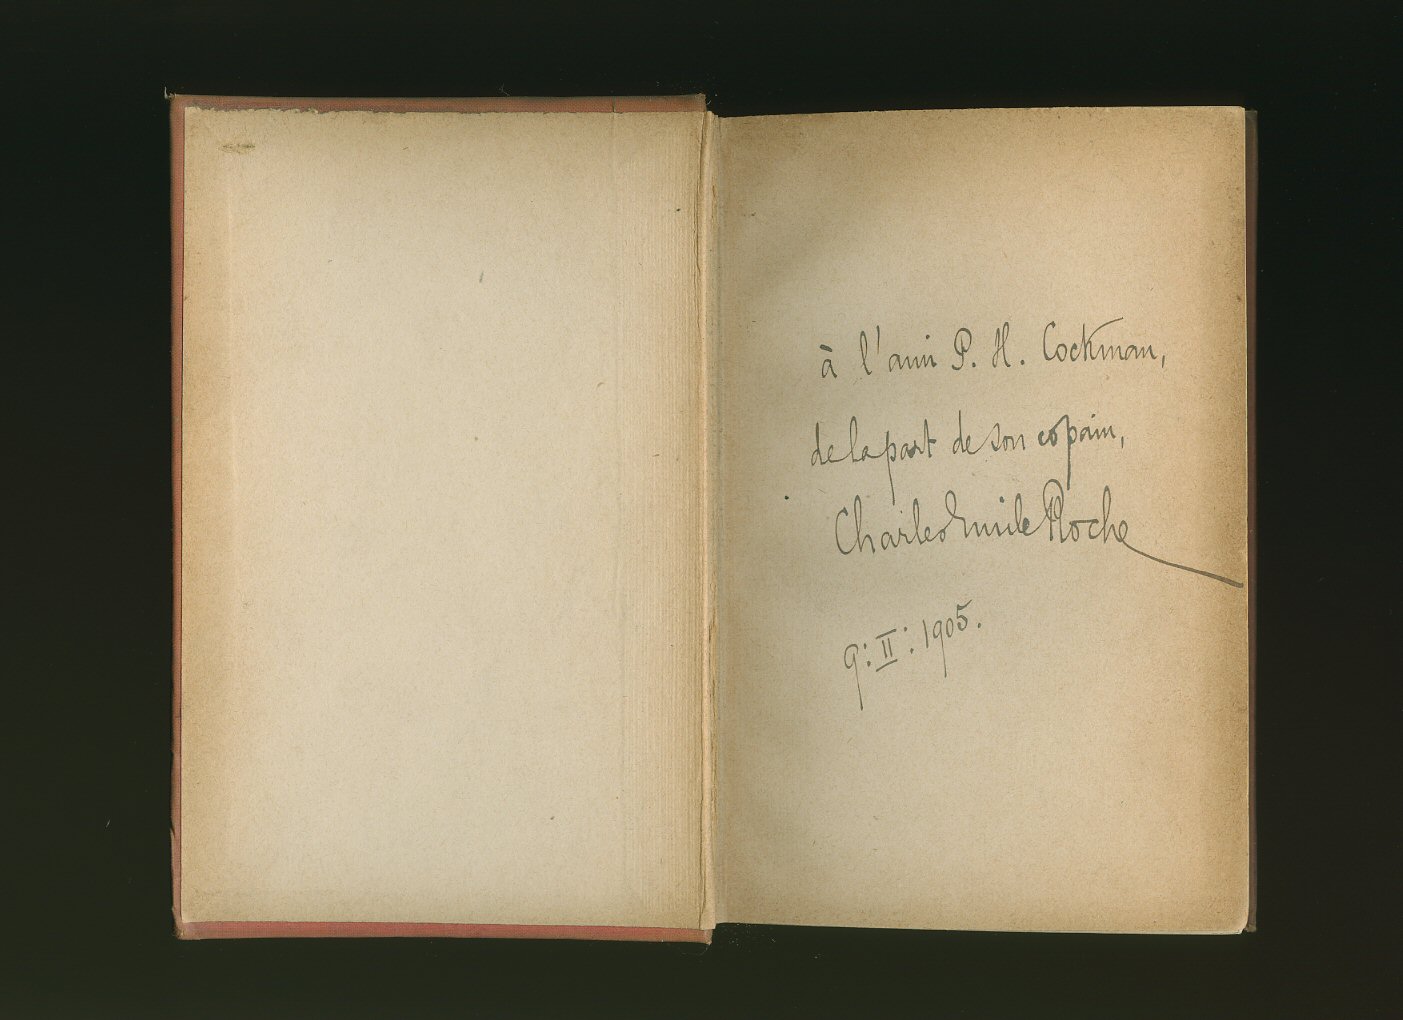 à l'ami P. H. Cockman,
de la part de son copain,
Charles Emile Roche
9:II:1905.